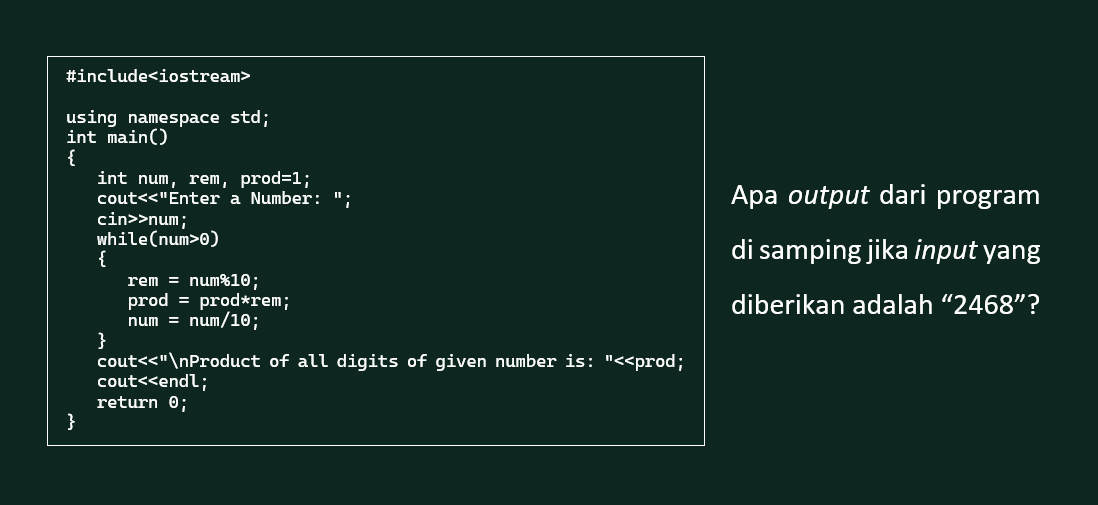 #include<iostream>
using namespace std;
int main()
{
int num, rem, prod=1;
cout<<"Enter a Number: ";
cin>>num;
while(num>0)
{
rem = num%10;
prod = prod*rem;
num = num/10;
}
cout<<"\nProduct of all digits of given number is: "<<prod;
cout<<endl;
return 0;
}
Apa output dari program
di samping jika input yang
diberikan adalah “2468”?